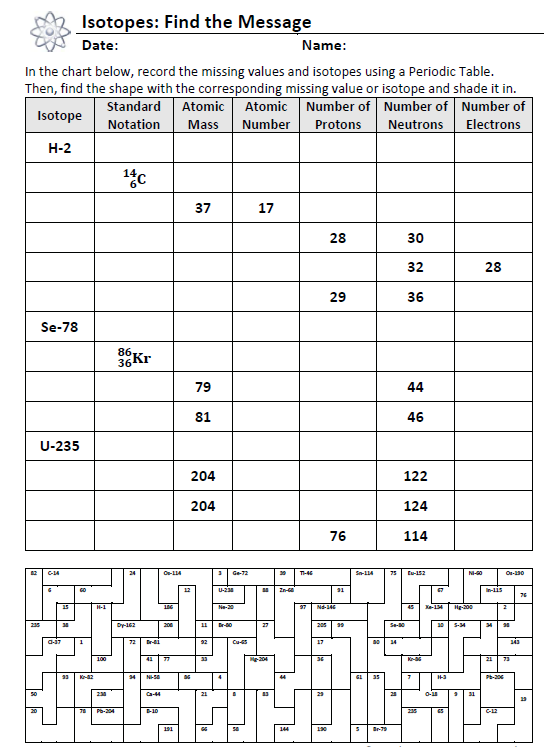 Isotopes: Find the Message
Date: Name:
In the chart below, record the missing values and isotopes using a Periodic Table.
Then, find the shape with the corresponding missing value or isotope and shade it in.
Isotope Standard Notation Atomic Mass Atomic Number Number of Protons Number of Neutrons Number of Electrons
H-2
¹⁴₆C
37 17
28 30
32 28
29 36
Se-78
⁸⁶₃₆Kr
79 44
81 46
U-235
204 122
204 124
76 114
82 C-14 24 Os-114 3 Ge-72 39 Ti-46 Sn-114 75 Eu-152 Ni-60 Os-190
6 60 12 U-238 88 Zn-68 91 67 In-115 76
15 H-1 186 Ne-20 97 Nd-146 45 Xe-134 Hg-200 2
235 38 Dy-162 208 11 Br-80 27 205 99 Se-80 10 S-34 34 98
Cl-37 1 72 Br-81 92 Cu-65 17 80 14 143
100 41 77 33 Hg-204 36 Kr-86 21 73
93 Kr-82 94 Ni-58 86 4 44 61 35 7 H-3 Pb-206
50 238 Ca-44 21 8 83 29 28 O-18 9 31 19
20 78 Pb-204 B-10 235 65 C-12
191 66 58 144 190 5 Br-79